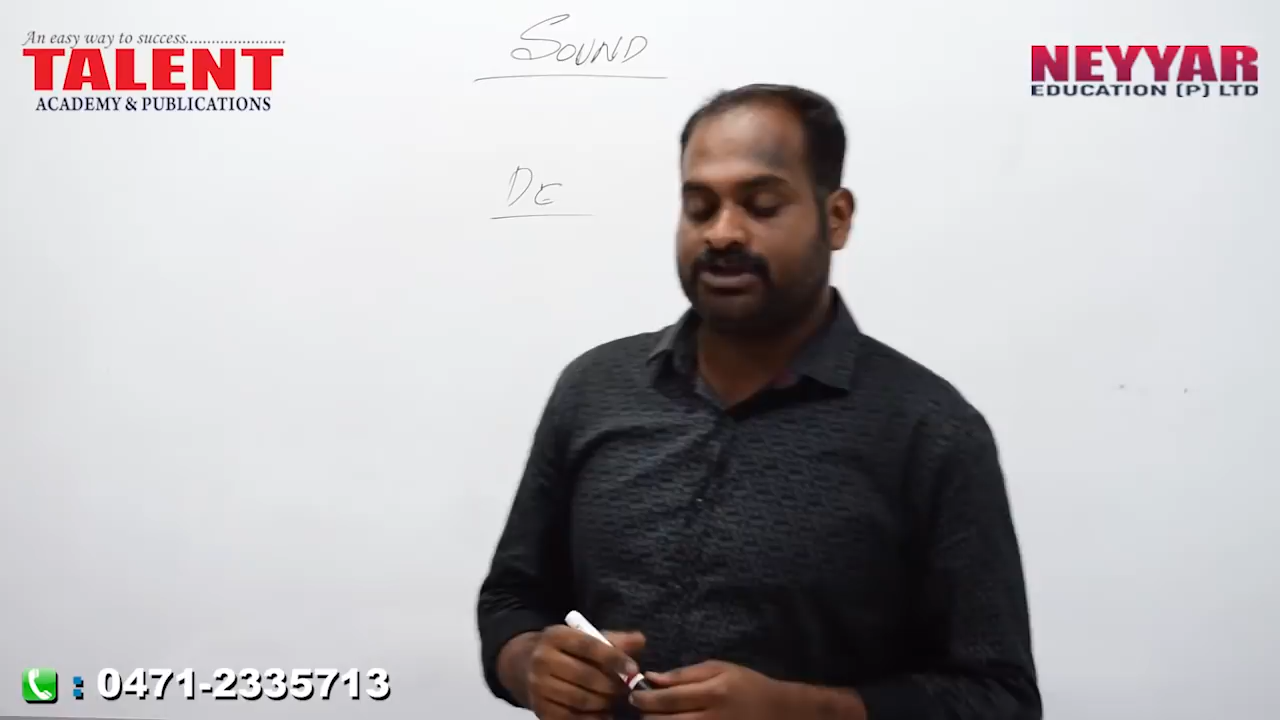 An easy way to success........................
TALENT
ACADEMY & PUBLICATIONS
SOUND
NEYYAR
EDUCATION (P) LTD
DE
: 0471-2335713